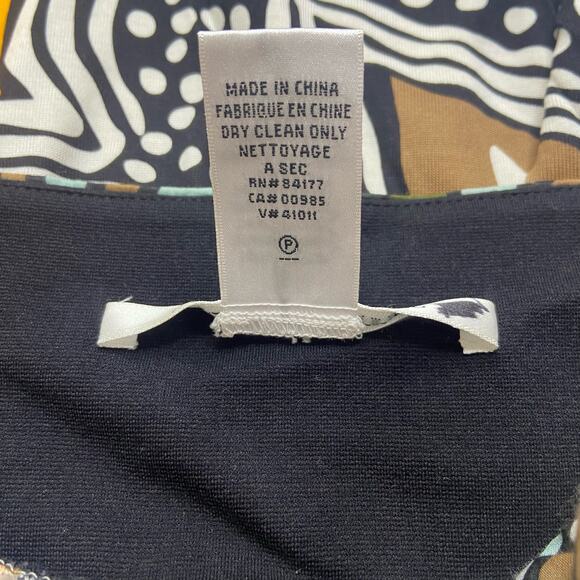 MADE IN CHINA
FABRIQUE EN CHINE
DRY CLEAN ONLY
NETTOYAGE
A SEC
RN# 84177
CA# 00985
V# 41011
P